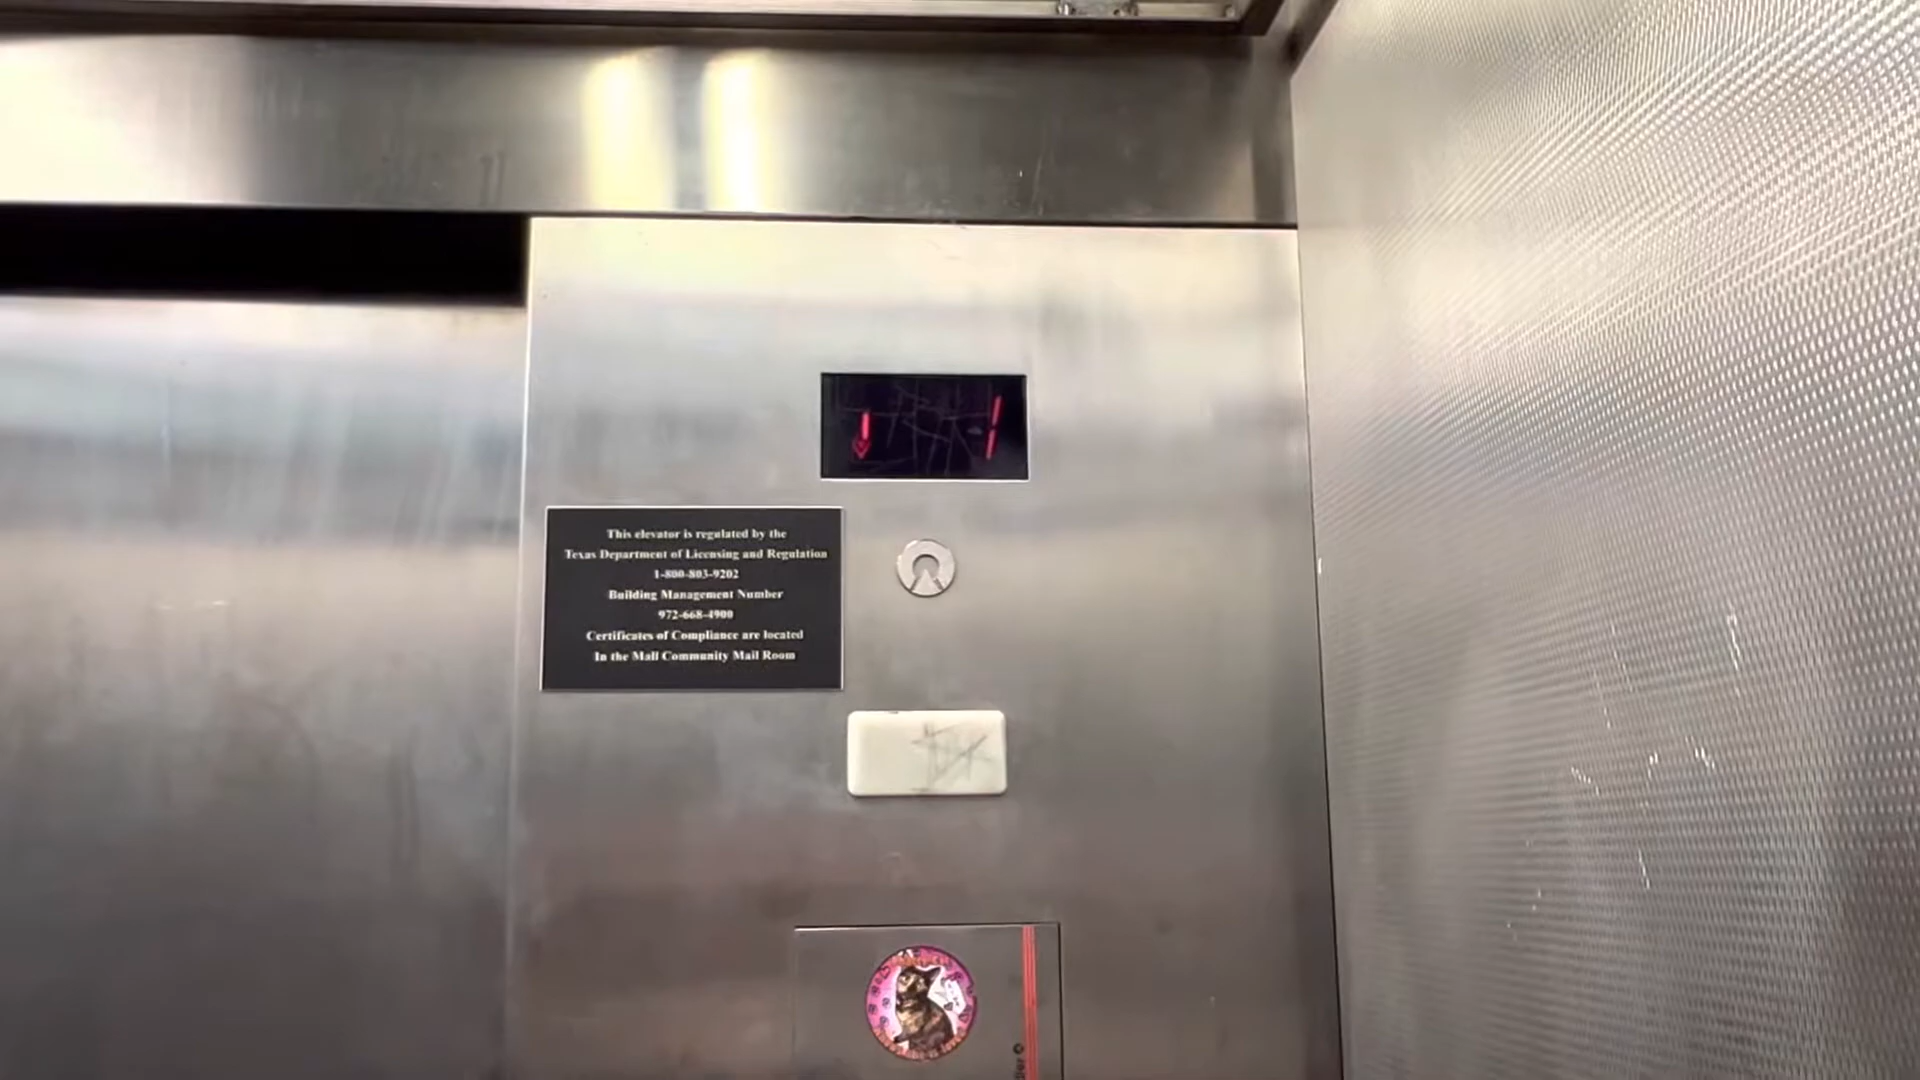 1
This elevator is regulated by the
Texas Department of Licensing and Regulation
1-800-803-9202
Building Management Number
972-668-4900
Certificates of Compliance are located
In the Mall Community Mail Room